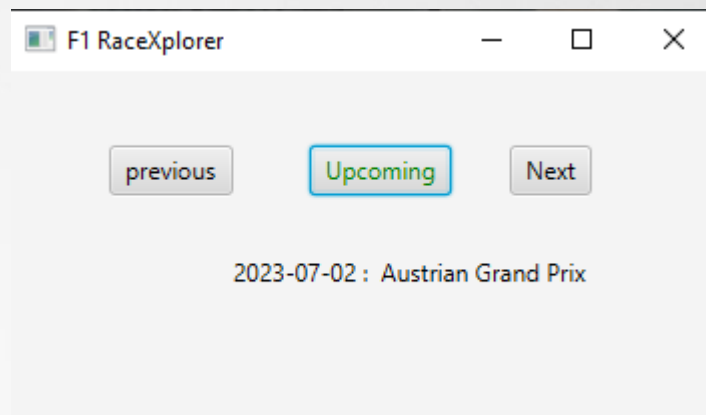 F1 RaceXplorer
previous Upcoming Next
2023-07-02 : Austrian Grand Prix